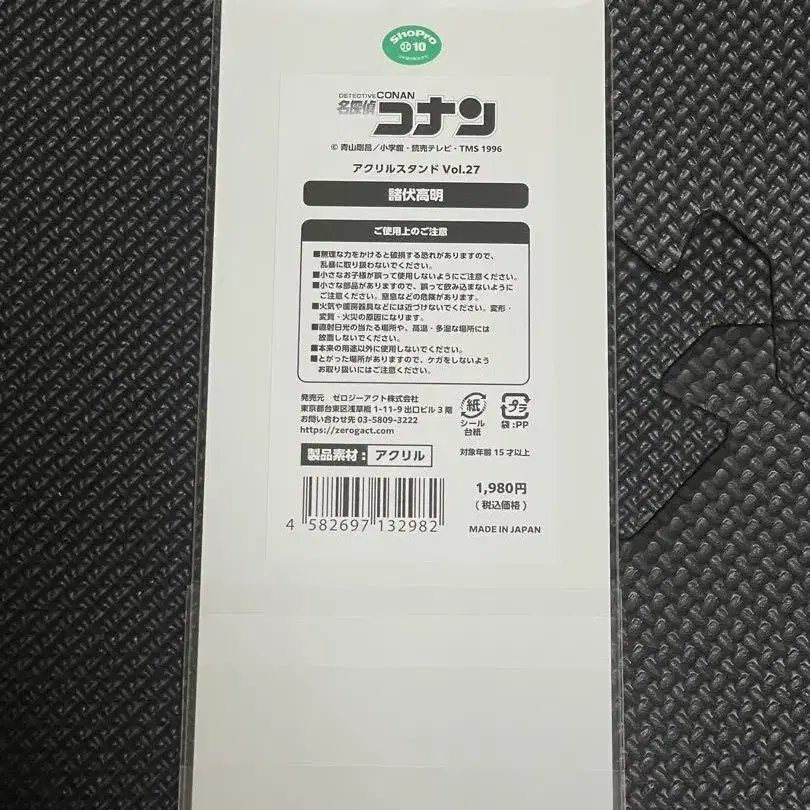 ShoPro
10
DETECTIVE CONAN
名探偵コナン
© 青山剛昌／小学館・読売テレビ・TMS 1996
アクリルスタンド Vol.27
諸伏高明
ご使用上のご注意
■無理な力をかけると破損する恐れがありますので、
乱暴に取り扱わないでください。
■小さなお子様が誤って使用しないようにご注意ください。
■小さな部品がありますので、誤って飲み込まないように
ご注意ください。窒息などの危険があります。
■火気や暖房器具などには近づけないでください。変形・
変質・火災の原因になります。
■直射日光の当たる場所や、高温・多湿な場所には
放置しないでください。
■本来の用途以外に使用しないでください。
■とがった場所がありますので、ケガをしないよう
お取り扱いにはご注意ください。
発売元 ゼロジーアクト株式会社
東京都台東区浅草橋 1-11-9 出口ビル 3 階
お問い合わせ先 03-5809-3222
https://zerogact.com
紙
シール
台紙
プラ
袋:PP
製品素材：アクリル
対象年齢 15 才以上
1,980円
（税込価格）
4 582697 132982
MADE IN JAPAN